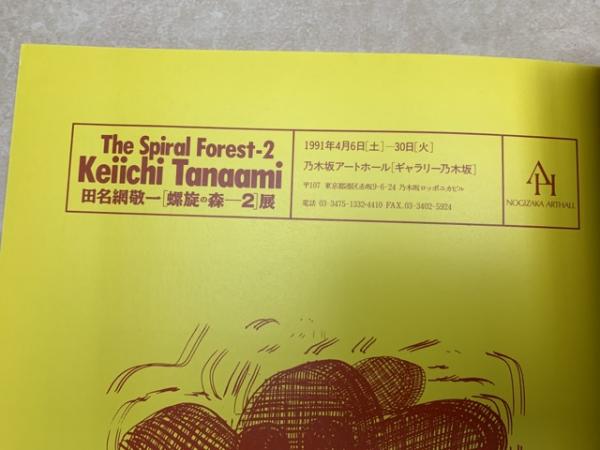 The Spiral Forest-2
Keiichi Tanaami
田名網敬一[螺旋の森—2]展
1991年4月6日[土]—30日[火]
乃木坂アートホール[ギャラリー乃木坂]
〒107 東京都港区赤坂9-6-24 乃木坂ロッポニカビル
電話 03-3475-1332・4410 FAX.03-3402-5924
AH
NOGIZAKA ARTHALL